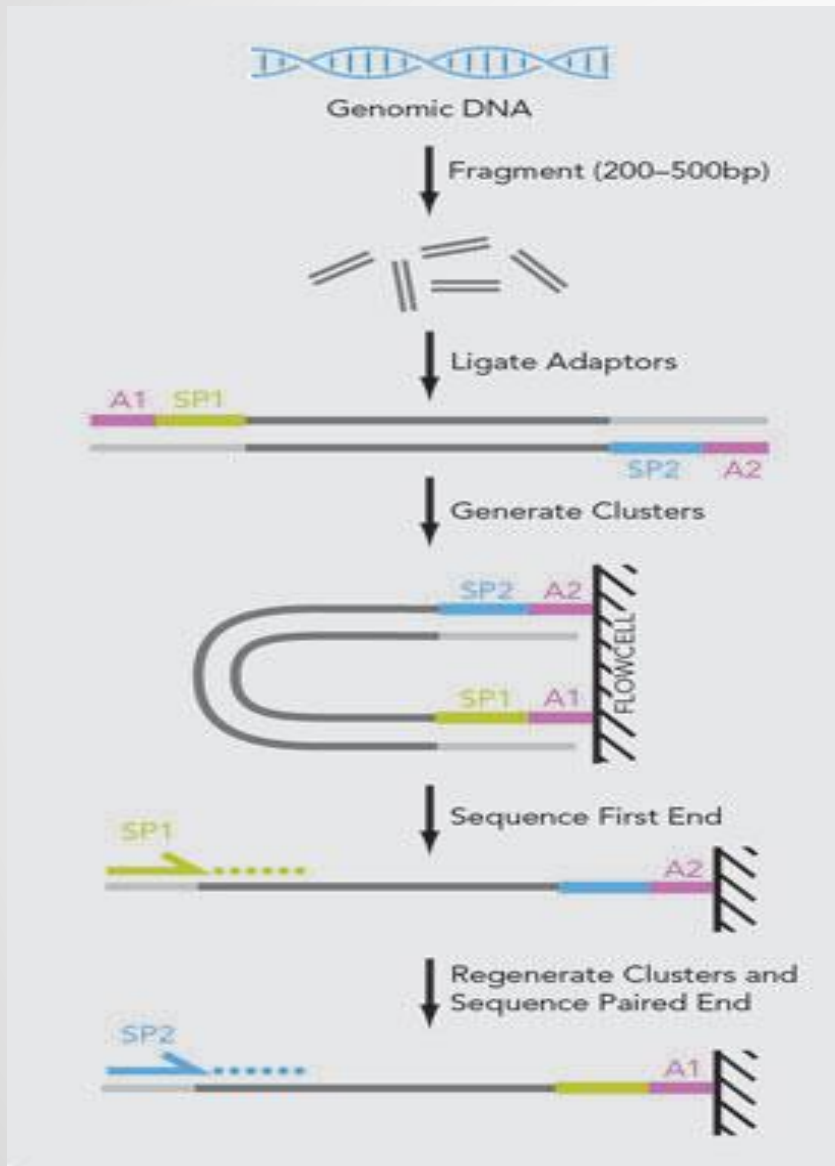 Genomic DNA
Fragment (200–500bp)
Ligate Adaptors
A1 SP1
SP2 A2
Generate Clusters
SP2 A2
FLOWCELL
SP1 A1
Sequence First End
SP1
A2
Regenerate Clusters and
Sequence Paired End
SP2
A1